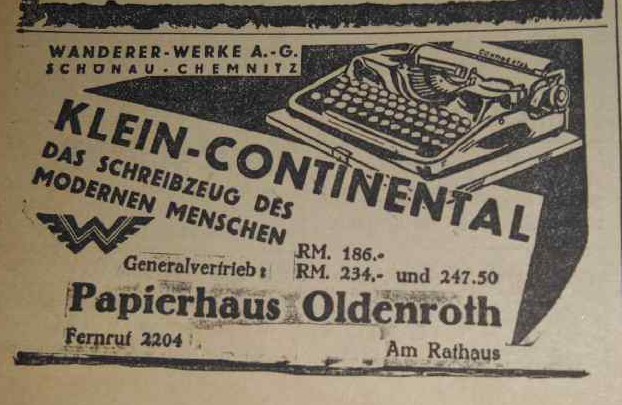 WANDERER-WERKE A.-G.
SCHÖNAU-CHEMNITZ
CONTINENTAL
KLEIN-CONTINENTAL
DAS SCHREIBZEUG DES
MODERNEN MENSCHEN
W
Generalvertrieb:
RM. 186.-
RM. 234.- und 247.50
Papierhaus Oldenroth
Fernruf 2204
Am Rathaus